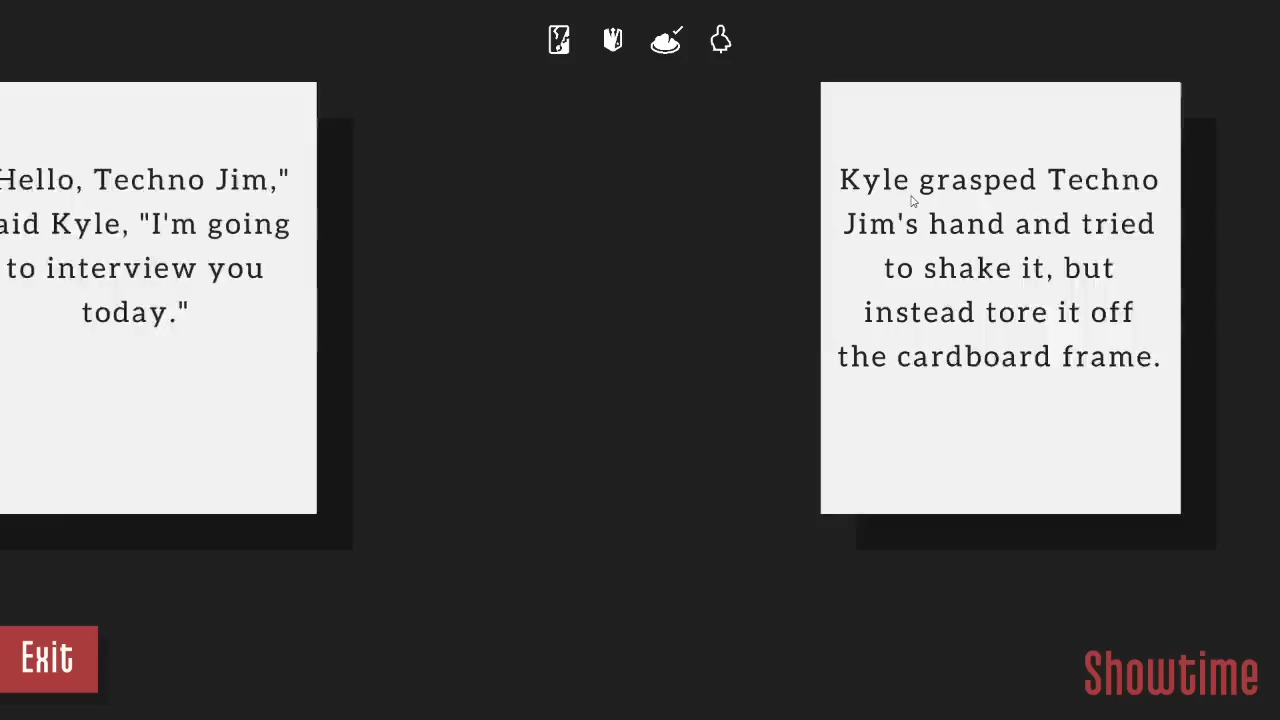 Hello, Techno Jim,"
aid Kyle, "I'm going
to interview you
today."
Kyle grasped Techno
Jim's hand and tried
to shake it, but
instead tore it off
the cardboard frame.
Exit
Showtime